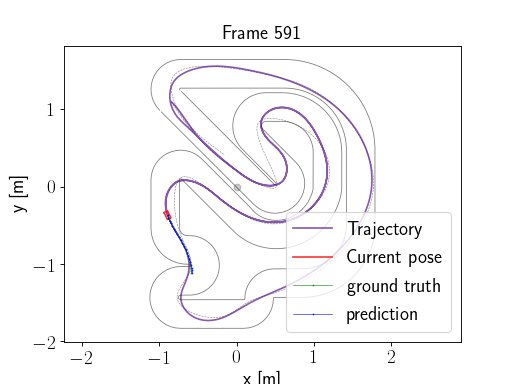 Frame 591
y [m]
1
0
−1
−2
−2 −1 0 1 2
x [m]
Trajectory
Current pose
ground truth
prediction